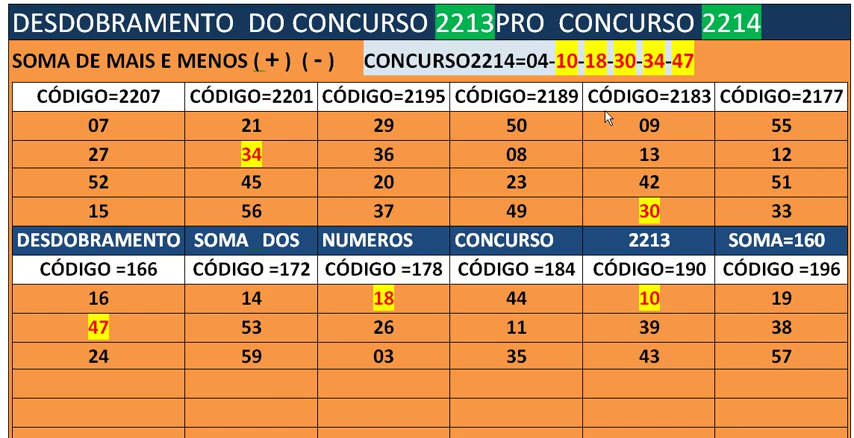 DESDOBRAMENTO DO CONCURSO 2213PRO CONCURSO 2214
SOMA DE MAIS E MENOS ( + ) ( - ) CONCURSO2214=04-10-18-30-34-47
CÓDIGO=2207 CÓDIGO=2201 CÓDIGO=2195 CÓDIGO=2189 CÓDIGO=2183 CÓDIGO=2177
07 21 29 50 09 55
27 34 36 08 13 12
52 45 20 23 42 51
15 56 37 49 30 33
DESDOBRAMENTO SOMA DOS NUMEROS CONCURSO 2213 SOMA=160
CÓDIGO =166 CÓDIGO =172 CÓDIGO =178 CÓDIGO =184 CÓDIGO =190 CÓDIGO =196
16 14 18 44 10 19
47 53 26 11 39 38
24 59 03 35 43 57